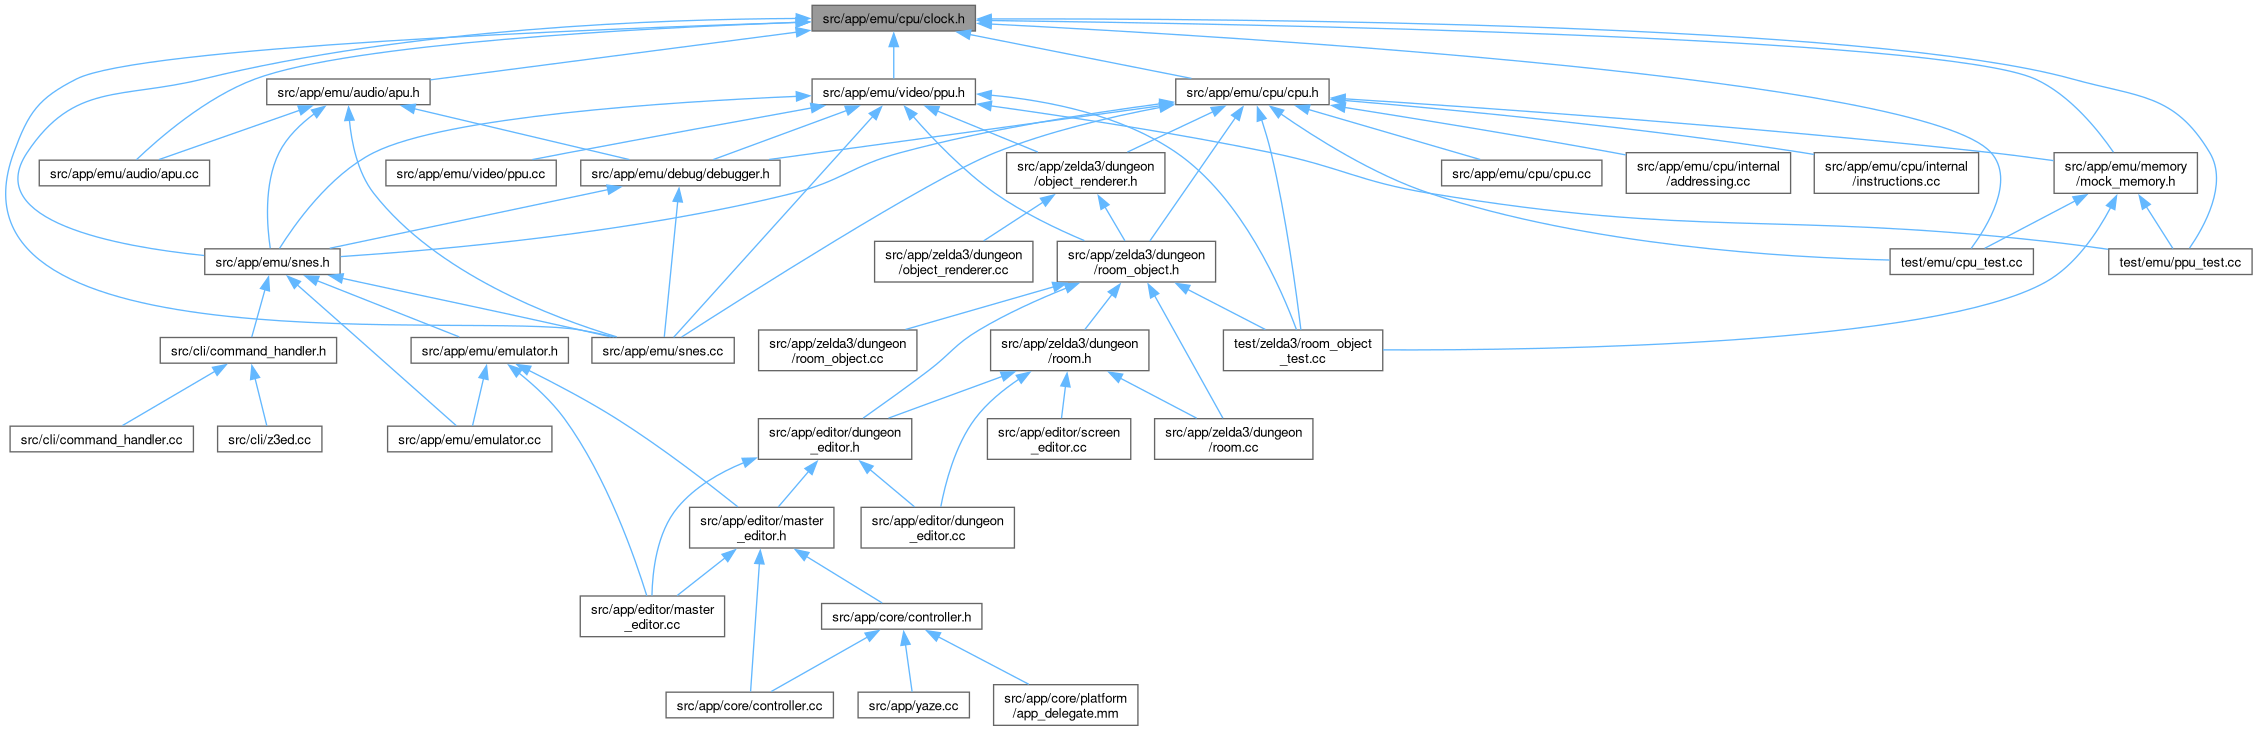 src/app/emu/cpu/clock.h
src/app/emu/audio/apu.h
src/app/emu/video/ppu.h
src/app/emu/cpu/cpu.h
src/app/emu/audio/apu.cc
src/app/emu/video/ppu.cc
src/app/emu/debug/debugger.h
src/app/zelda3/dungeon
/object_renderer.h
src/app/emu/cpu/cpu.cc
src/app/emu/cpu/internal
/addressing.cc
src/app/emu/cpu/internal
/instructions.cc
src/app/emu/memory
/mock_memory.h
src/app/emu/snes.h
src/app/zelda3/dungeon
/object_renderer.cc
src/app/zelda3/dungeon
/room_object.h
test/emu/cpu_test.cc
test/emu/ppu_test.cc
src/cli/command_handler.h
src/app/emu/emulator.h
src/app/emu/snes.cc
src/app/zelda3/dungeon
/room_object.cc
src/app/zelda3/dungeon
/room.h
test/zelda3/room_object
_test.cc
src/cli/command_handler.cc
src/cli/z3ed.cc
src/app/emu/emulator.cc
src/app/editor/dungeon
_editor.h
src/app/editor/screen
_editor.cc
src/app/zelda3/dungeon
/room.cc
src/app/editor/master
_editor.h
src/app/editor/dungeon
_editor.cc
src/app/editor/master
_editor.cc
src/app/core/controller.h
src/app/core/controller.cc
src/app/yaze.cc
src/app/core/platform
/app_delegate.mm